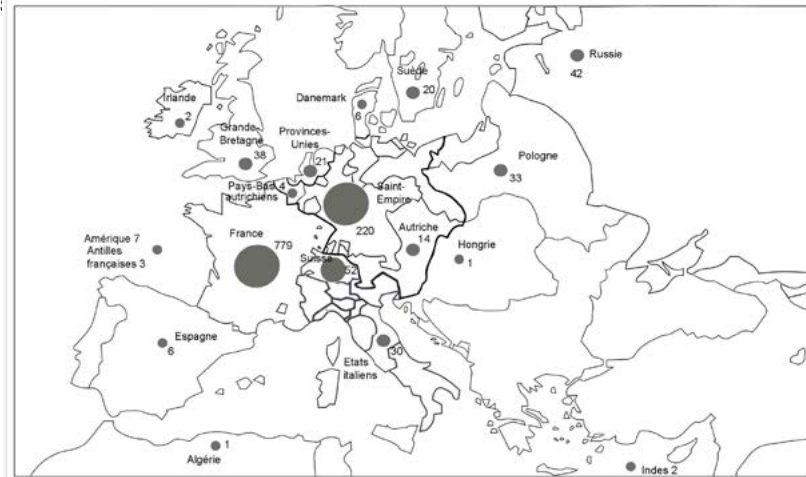 Russie
42
Suède
20
Irlande
2
Danemark
6
Grande-
Bretagne
38
Provinces-
Unies
21
Pologne
33
Pays-Bas 4
autrichiens
Saint-
Empire
220
France
779
Autriche
14
Amérique 7
Antilles
françaises 3
Suisse
52
Hongrie
1
Espagne
6
30
Etats
italiens
1
Algérie
Indes 2